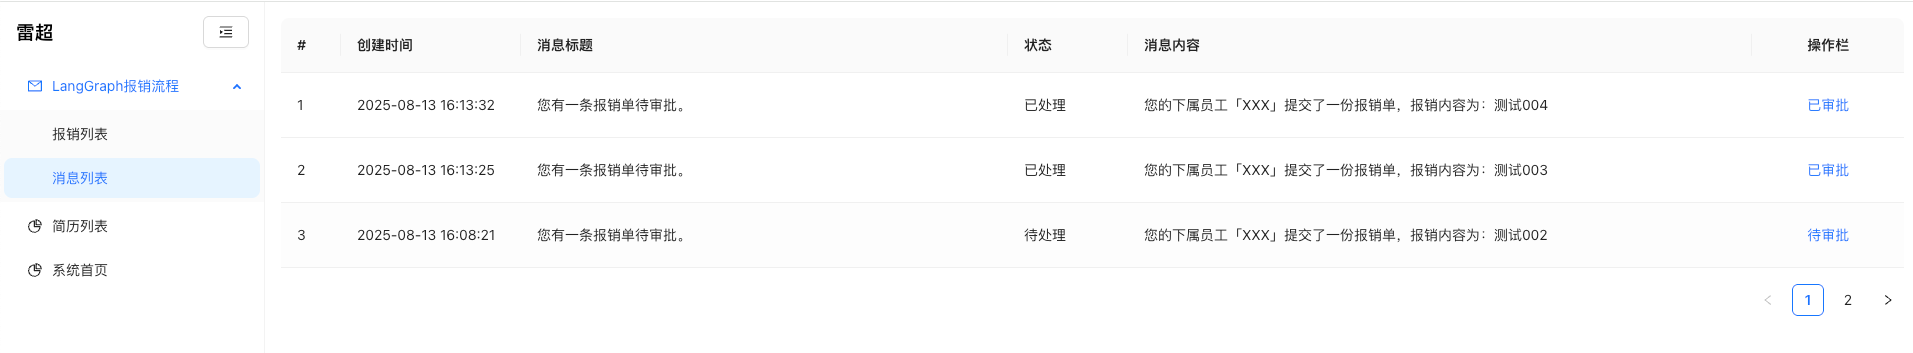 雷超
LangGraph报销流程
报销列表
消息列表
简历列表
系统首页
# 创建时间 消息标题 状态 消息内容 操作栏
1 2025-08-13 16:13:32 您有一条报销单待审批。 已处理 您的下属员工「XXX」提交了一份报销单，报销内容为：测试004 已审批
2 2025-08-13 16:13:25 您有一条报销单待审批。 已处理 您的下属员工「XXX」提交了一份报销单，报销内容为：测试003 已审批
3 2025-08-13 16:08:21 您有一条报销单待审批。 待处理 您的下属员工「XXX」提交了一份报销单，报销内容为：测试002 待审批
1 2